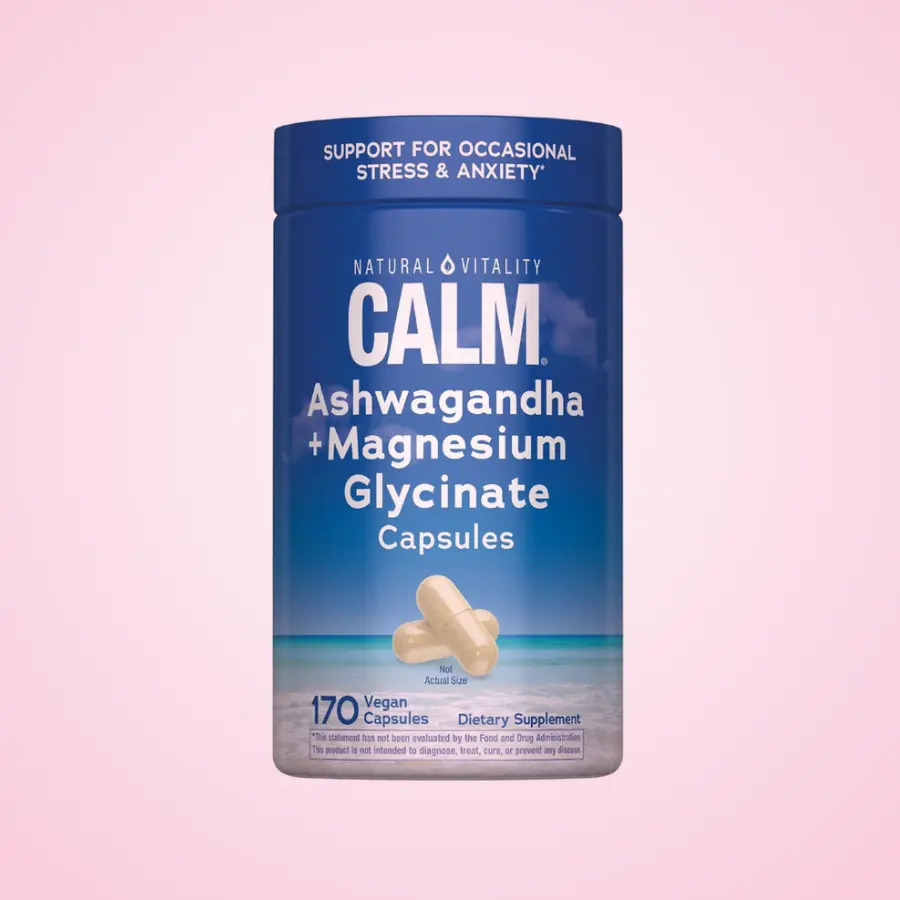 SUPPORT FOR OCCASIONAL
STRESS & ANXIETY*
NATURAL VITALITY
CALM®
Ashwagandha
+Magnesium
Glycinate
Capsules
Not
Actual Size
170 Vegan
Capsules
Dietary Supplement
*This statement has not been evaluated by the Food and Drug Administration.
This product is not intended to diagnose, treat, cure, or prevent any disease.